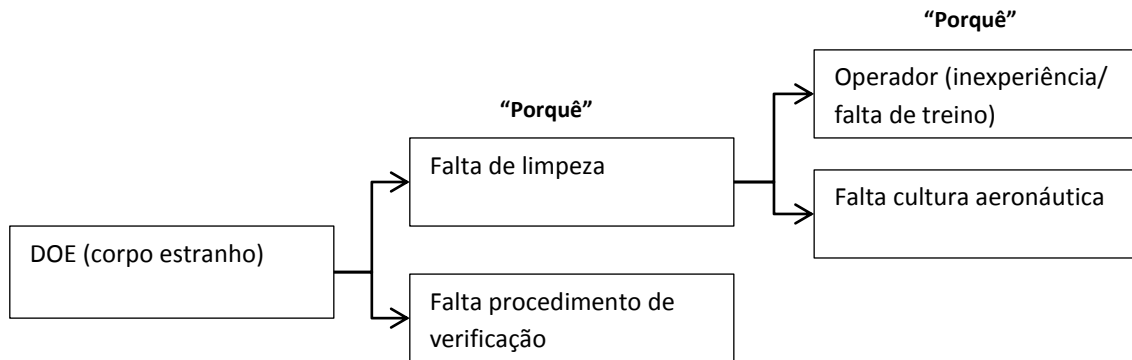 “Porquê”
Operador (inexperiência/
falta de treino)
“Porquê”
Falta de limpeza
Falta cultura aeronáutica
DOE (corpo estranho)
Falta procedimento de
verificação